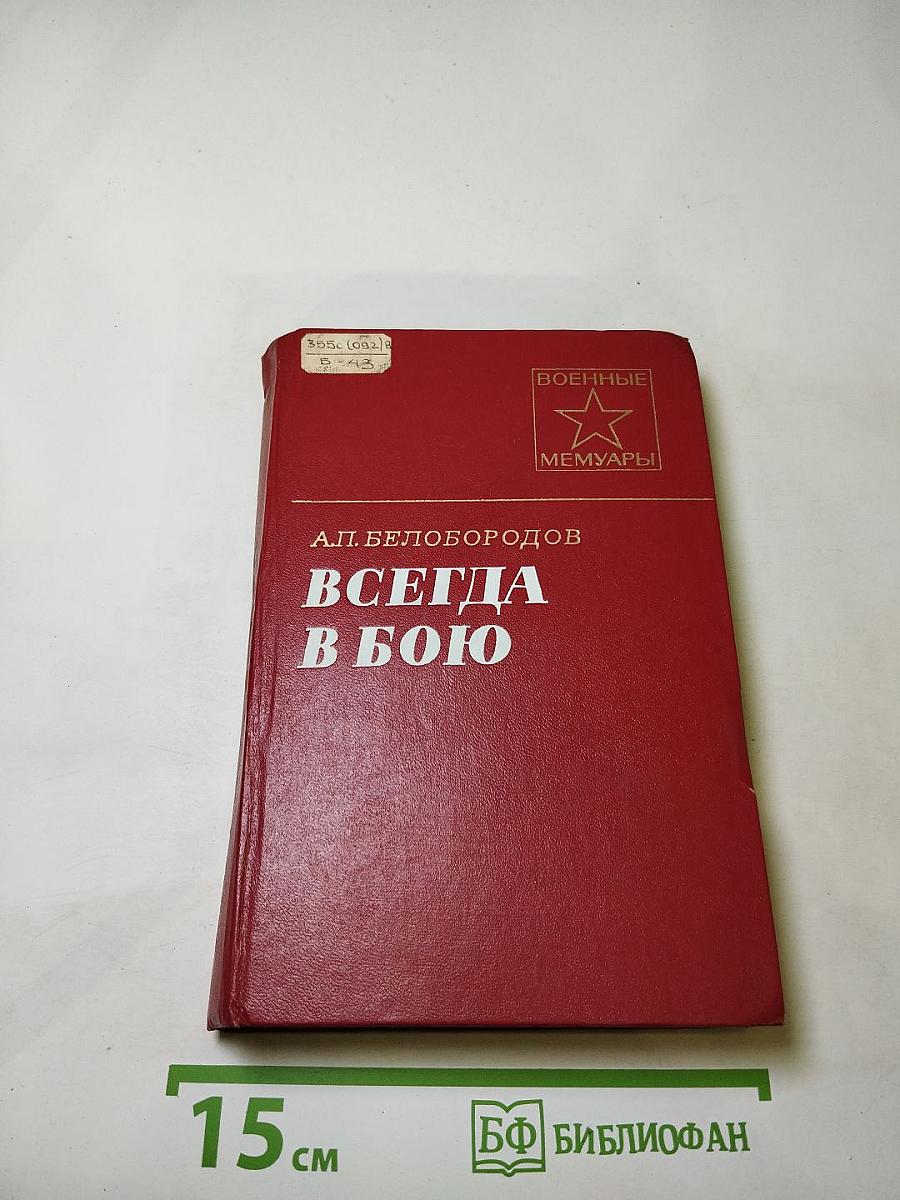 355с (092)В
Б-43
ВОЕННЫЕ
МЕМУАРЫ
А.П. БЕЛОБОРОДОВ
ВСЕГДА
В БОЮ
15 см
БФ БИБЛИОФАН